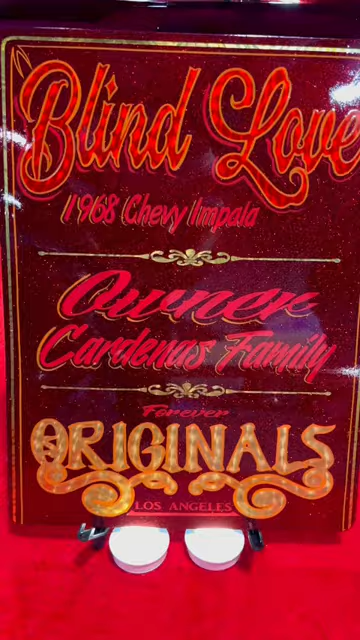 Blind Love
1968 Chevy Impala
Owner
Cardenas Family
Forever
ORIGINALS
LOS ANGELES